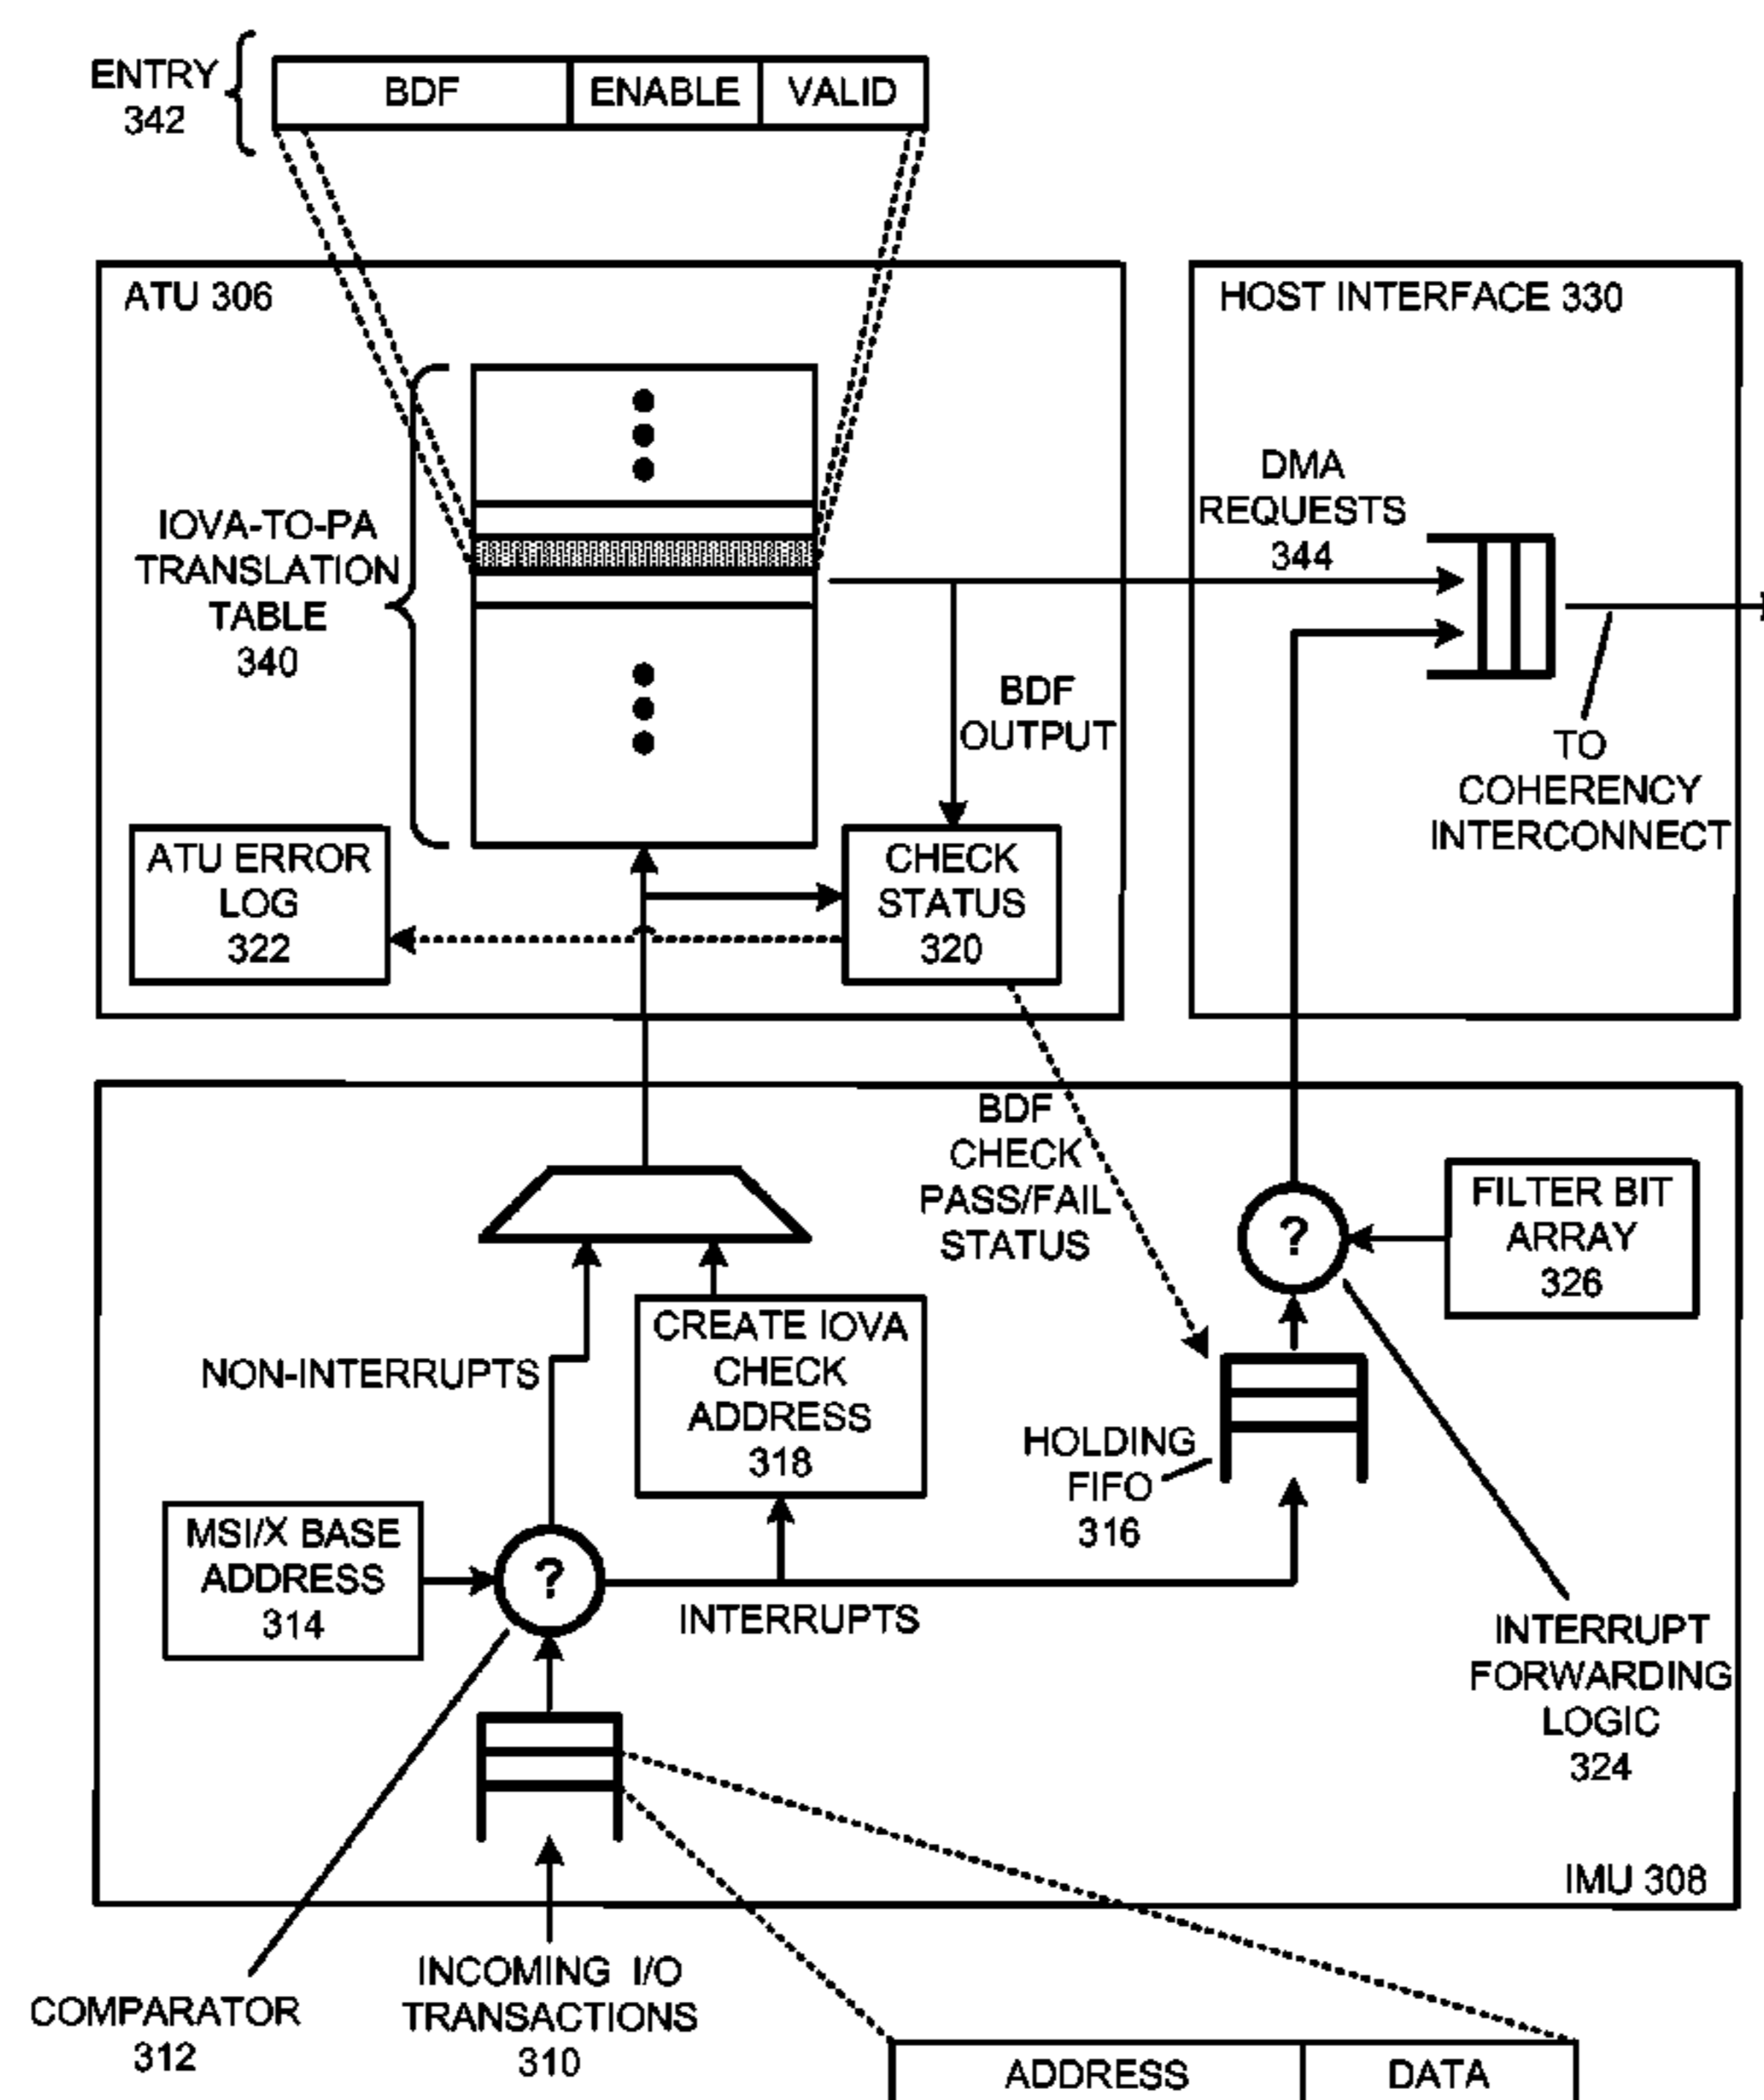 ENTRY
342
BDF
ENABLE
VALID
ATU 306
HOST INTERFACE 330
IOVA-TO-PA
TRANSLATION
TABLE
340
DMA
REQUESTS
344
BDF
OUTPUT
TO
COHERENCY
INTERCONNECT
ATU ERROR
LOG
322
CHECK
STATUS
320
BDF
CHECK
PASS/FAIL
STATUS
?
FILTER BIT
ARRAY
326
NON-INTERRUPTS
CREATE IOVA
CHECK
ADDRESS
318
HOLDING
FIFO
316
MSI/X BASE
ADDRESS
314
?
INTERRUPTS
INTERRUPT
FORWARDING
LOGIC
324
IMU 308
COMPARATOR
312
INCOMING I/O
TRANSACTIONS
310
ADDRESS
DATA